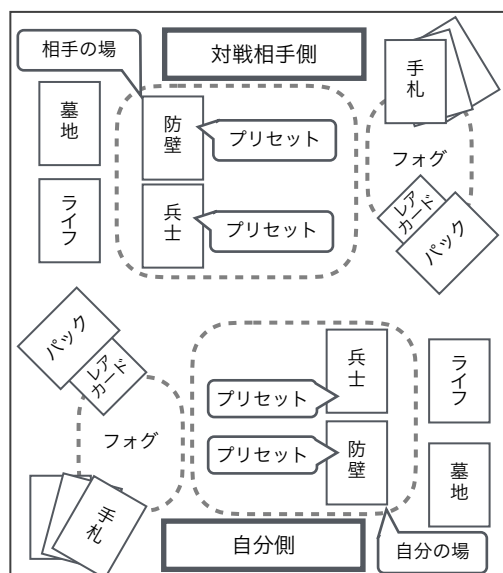 相手の場
対戦相手側
手札
墓地
防壁
プリセット
フォグ
ライフ
兵士
プリセット
レアカード
パック
パック
レアカード
兵士
ライフ
プリセット
フォグ
プリセット
防壁
墓地
手札
自分側
自分の場